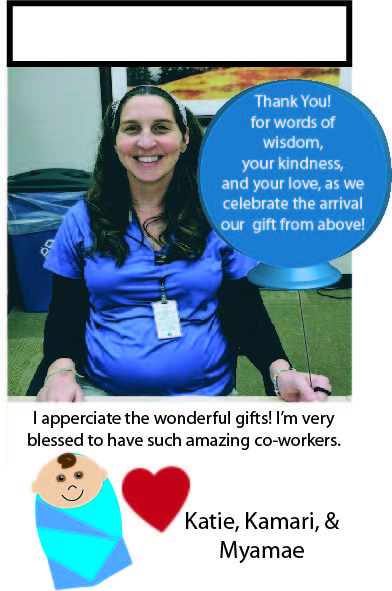 Thank You!
for words of
wisdom,
your kindness,
and your love, as we
celebrate the arrival
our gift from above!
I apperciate the wonderful gifts! I'm very
blessed to have such amazing co-workers.
Katie, Kamari, &
Myamae